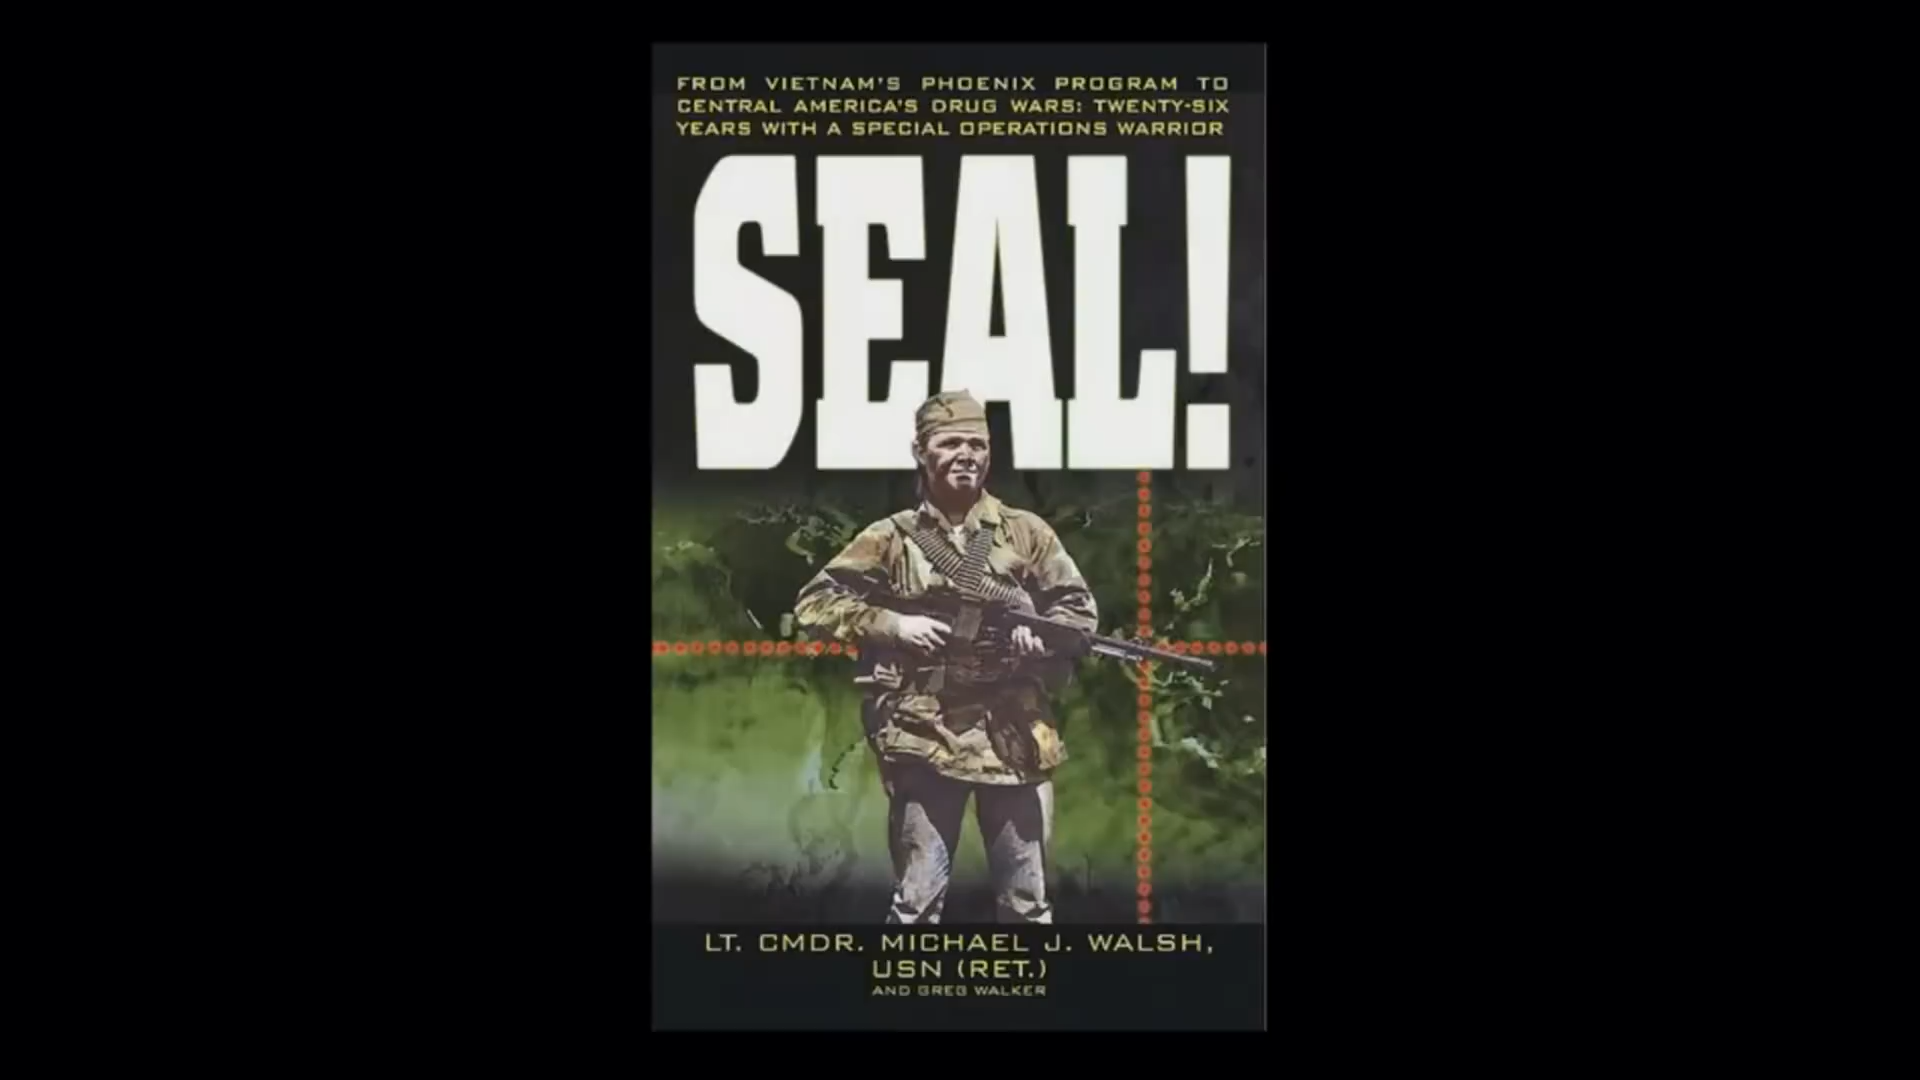 FROM VIETNAM'S PHOENIX PROGRAM TO
CENTRAL AMERICA'S DRUG WARS: TWENTY-SIX
YEARS WITH A SPECIAL OPERATIONS WARRIOR
SEAL!
LT. CMDR. MICHAEL J. WALSH,
USN (RET.)
AND GREG WALKER